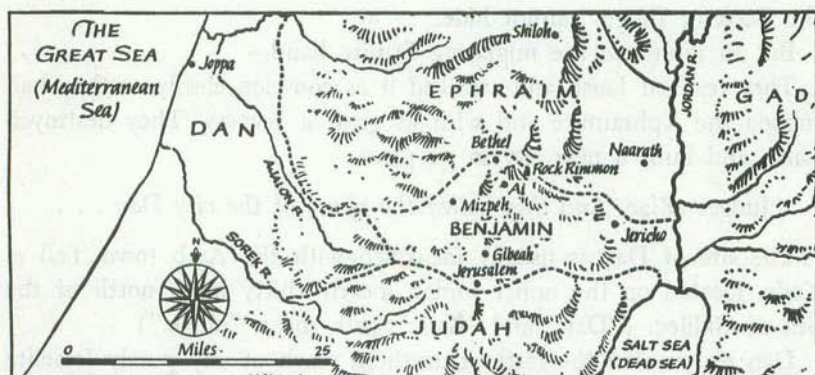 THE
GREAT SEA
(Mediterranean
Sea)
Joppa
DAN
Shiloh
EPHRAIM
JORDAN R.
GAD
Bethel
Naarath
Rock Rimmon
Ai
Mizpeh
BENJAMIN
Jericho
AIJALON R.
SOREK R.
Gibeah
Jerusalem
JUDAH
SALT SEA
(DEAD SEA)
0 Miles 25